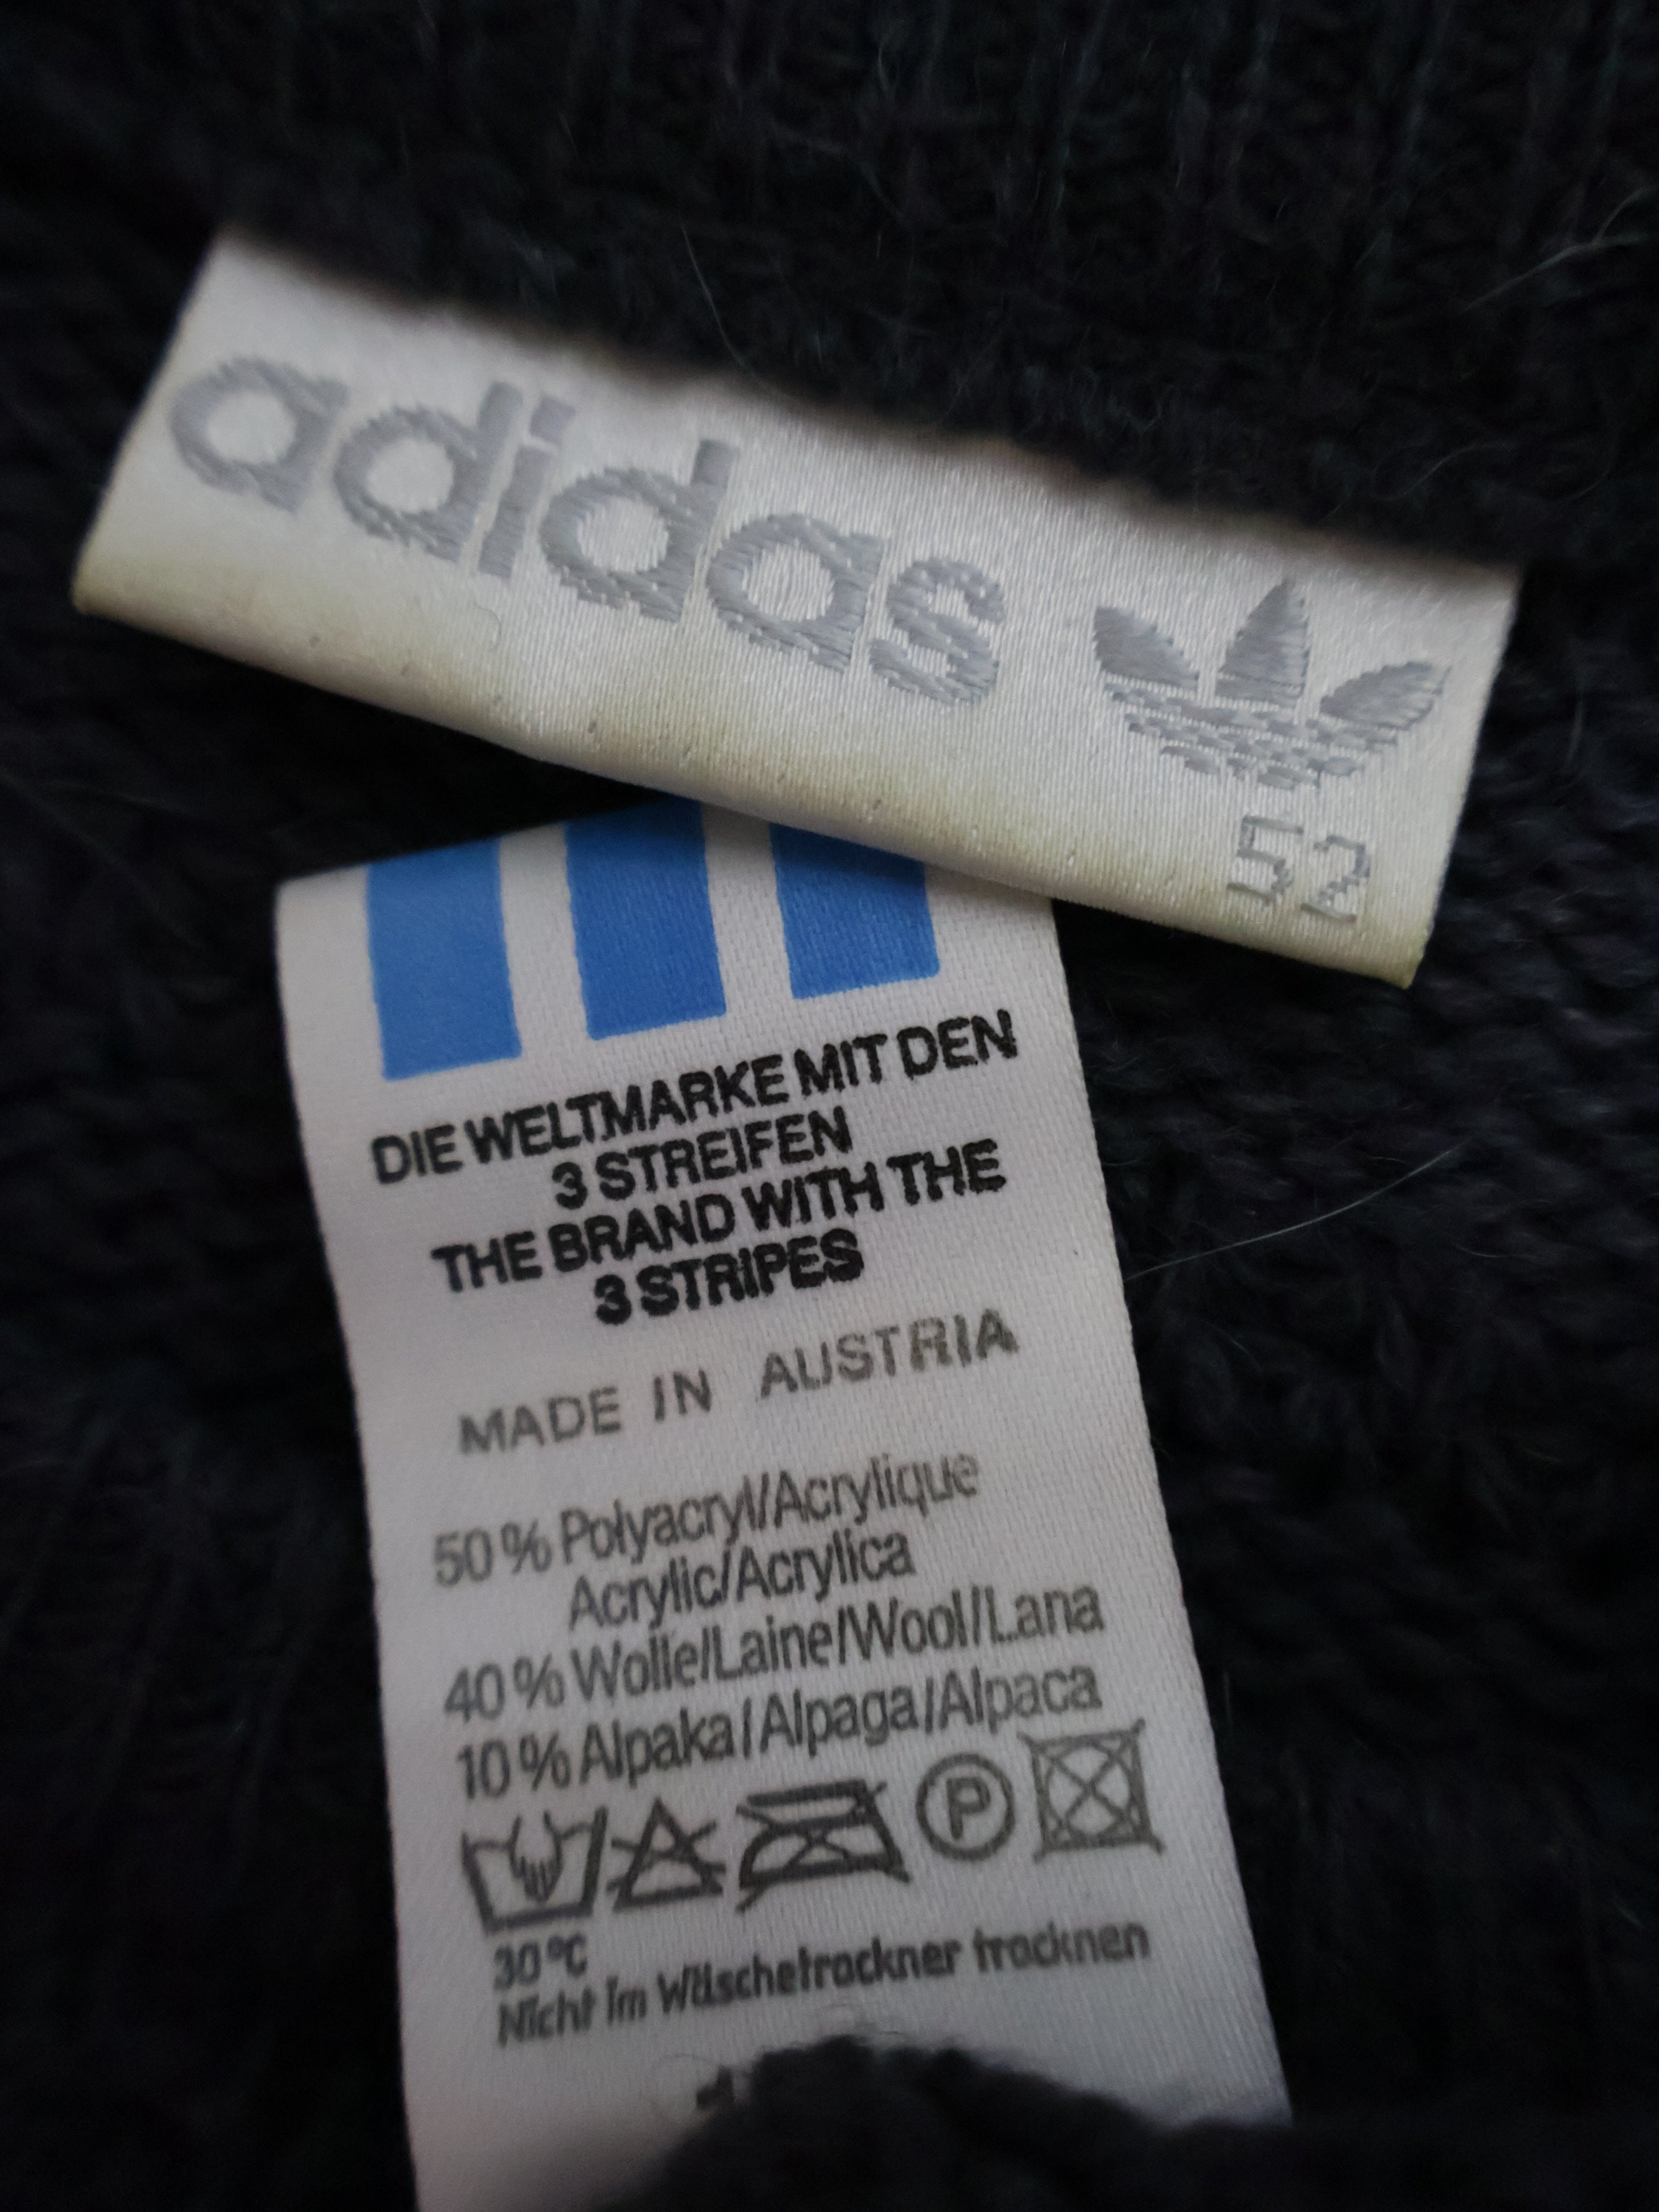 adidas
52
DIE WELTMARKE MIT DEN
3 STREIFEN
THE BRAND WITH THE
3 STRIPES
MADE IN AUSTRIA
50% Polyacryl/Acrylique
Acrylic/Acrylica
40% Wolle/Laine/Wool/Lana
10% Alpaka/Alpaga/Alpaca
P
30°C
Nicht im Wäschetrockner trocknen